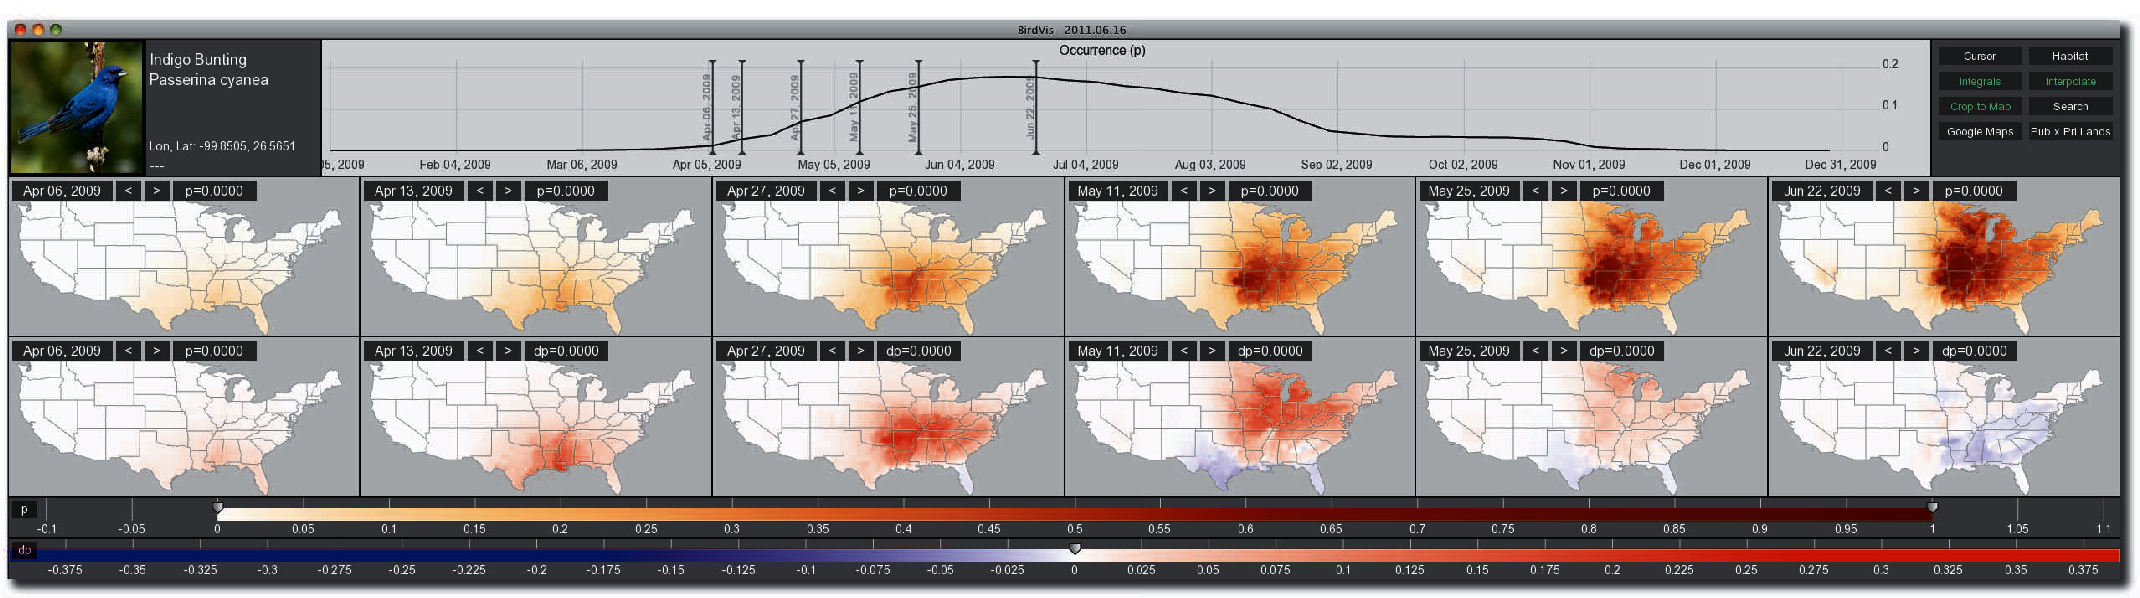 BirdVis 2011.06.16
Indigo Bunting
Passerina cyanea
Lon, Lat: -99.8505, 26.5651
---
Occurrence (p)
0.2
0.1
0
Apr 06, 2009
Apr 13, 2009
Apr 27, 2009
May 11, 2009
May 25, 2009
Jun 22, 2009
5, 2009 Feb 04, 2009 Mar 06, 2009 Apr 05, 2009 May 05, 2009 Jun 04, 2009 Jul 04, 2009 Aug 03, 2009 Sep 02, 2009 Oct 02, 2009 Nov 01, 2009 Dec 01, 2009 Dec 31, 2009
Cursor Habitat
Integrals Interpolate
Crop to Map Search
Google Maps Pub x Pri Lands
Apr 06, 2009 < > p=0.0000 Apr 13, 2009 < > p=0.0000 Apr 27, 2009 < > p=0.0000 May 11, 2009 < > p=0.0000 May 25, 2009 < > p=0.0000 Jun 22, 2009 < > p=0.0000
Apr 06, 2009 < > p=0.0000 Apr 13, 2009 < > dp=0.0000 Apr 27, 2009 < > dp=0.0000 May 11, 2009 < > dp=0.0000 May 25, 2009 < > dp=0.0000 Jun 22, 2009 < > dp=0.0000
p
-0.1 -0.05 0 0.05 0.1 0.15 0.2 0.25 0.3 0.35 0.4 0.45 0.5 0.55 0.6 0.65 0.7 0.75 0.8 0.85 0.9 0.95 1 1.05 1.1
dp
-0.375 -0.35 -0.325 -0.3 -0.275 -0.25 -0.225 -0.2 -0.175 -0.15 -0.125 -0.1 -0.075 -0.05 -0.025 0 0.025 0.05 0.075 0.1 0.125 0.15 0.175 0.2 0.225 0.25 0.275 0.3 0.325 0.35 0.375